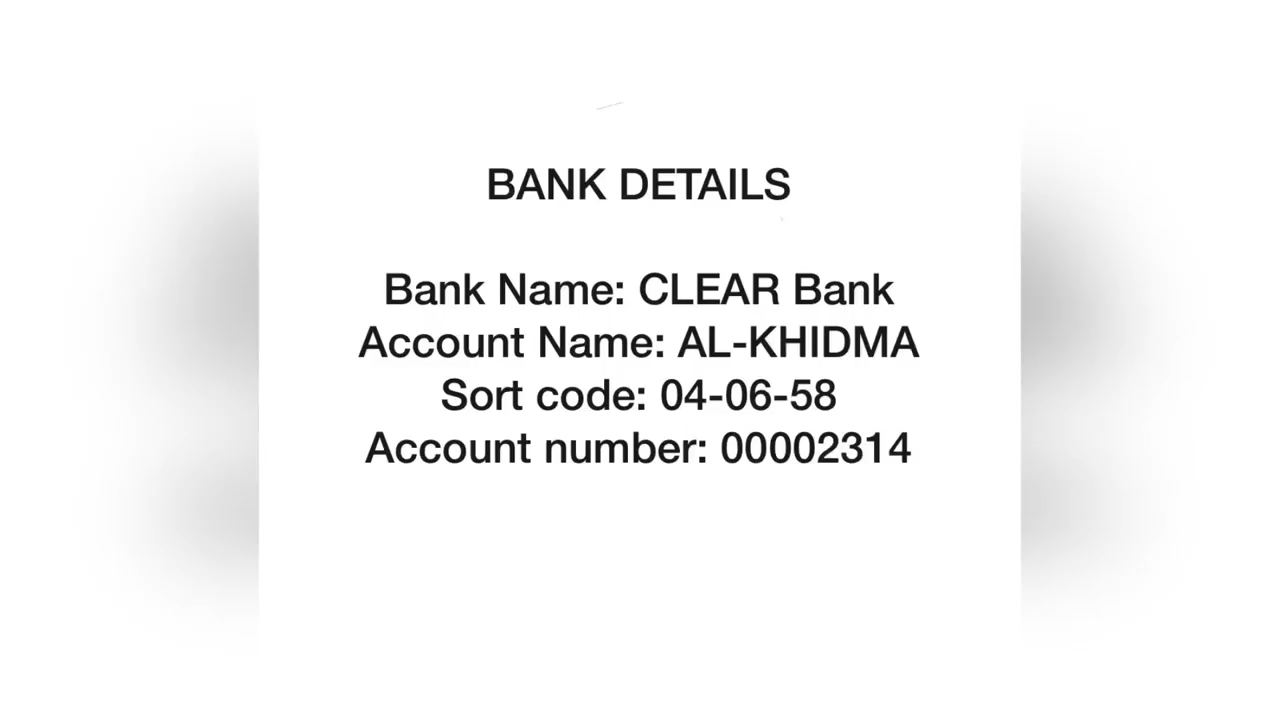 BANK DETAILS
Bank Name: CLEAR Bank
Account Name: AL-KHIDMA
Sort code: 04-06-58
Account number: 00002314